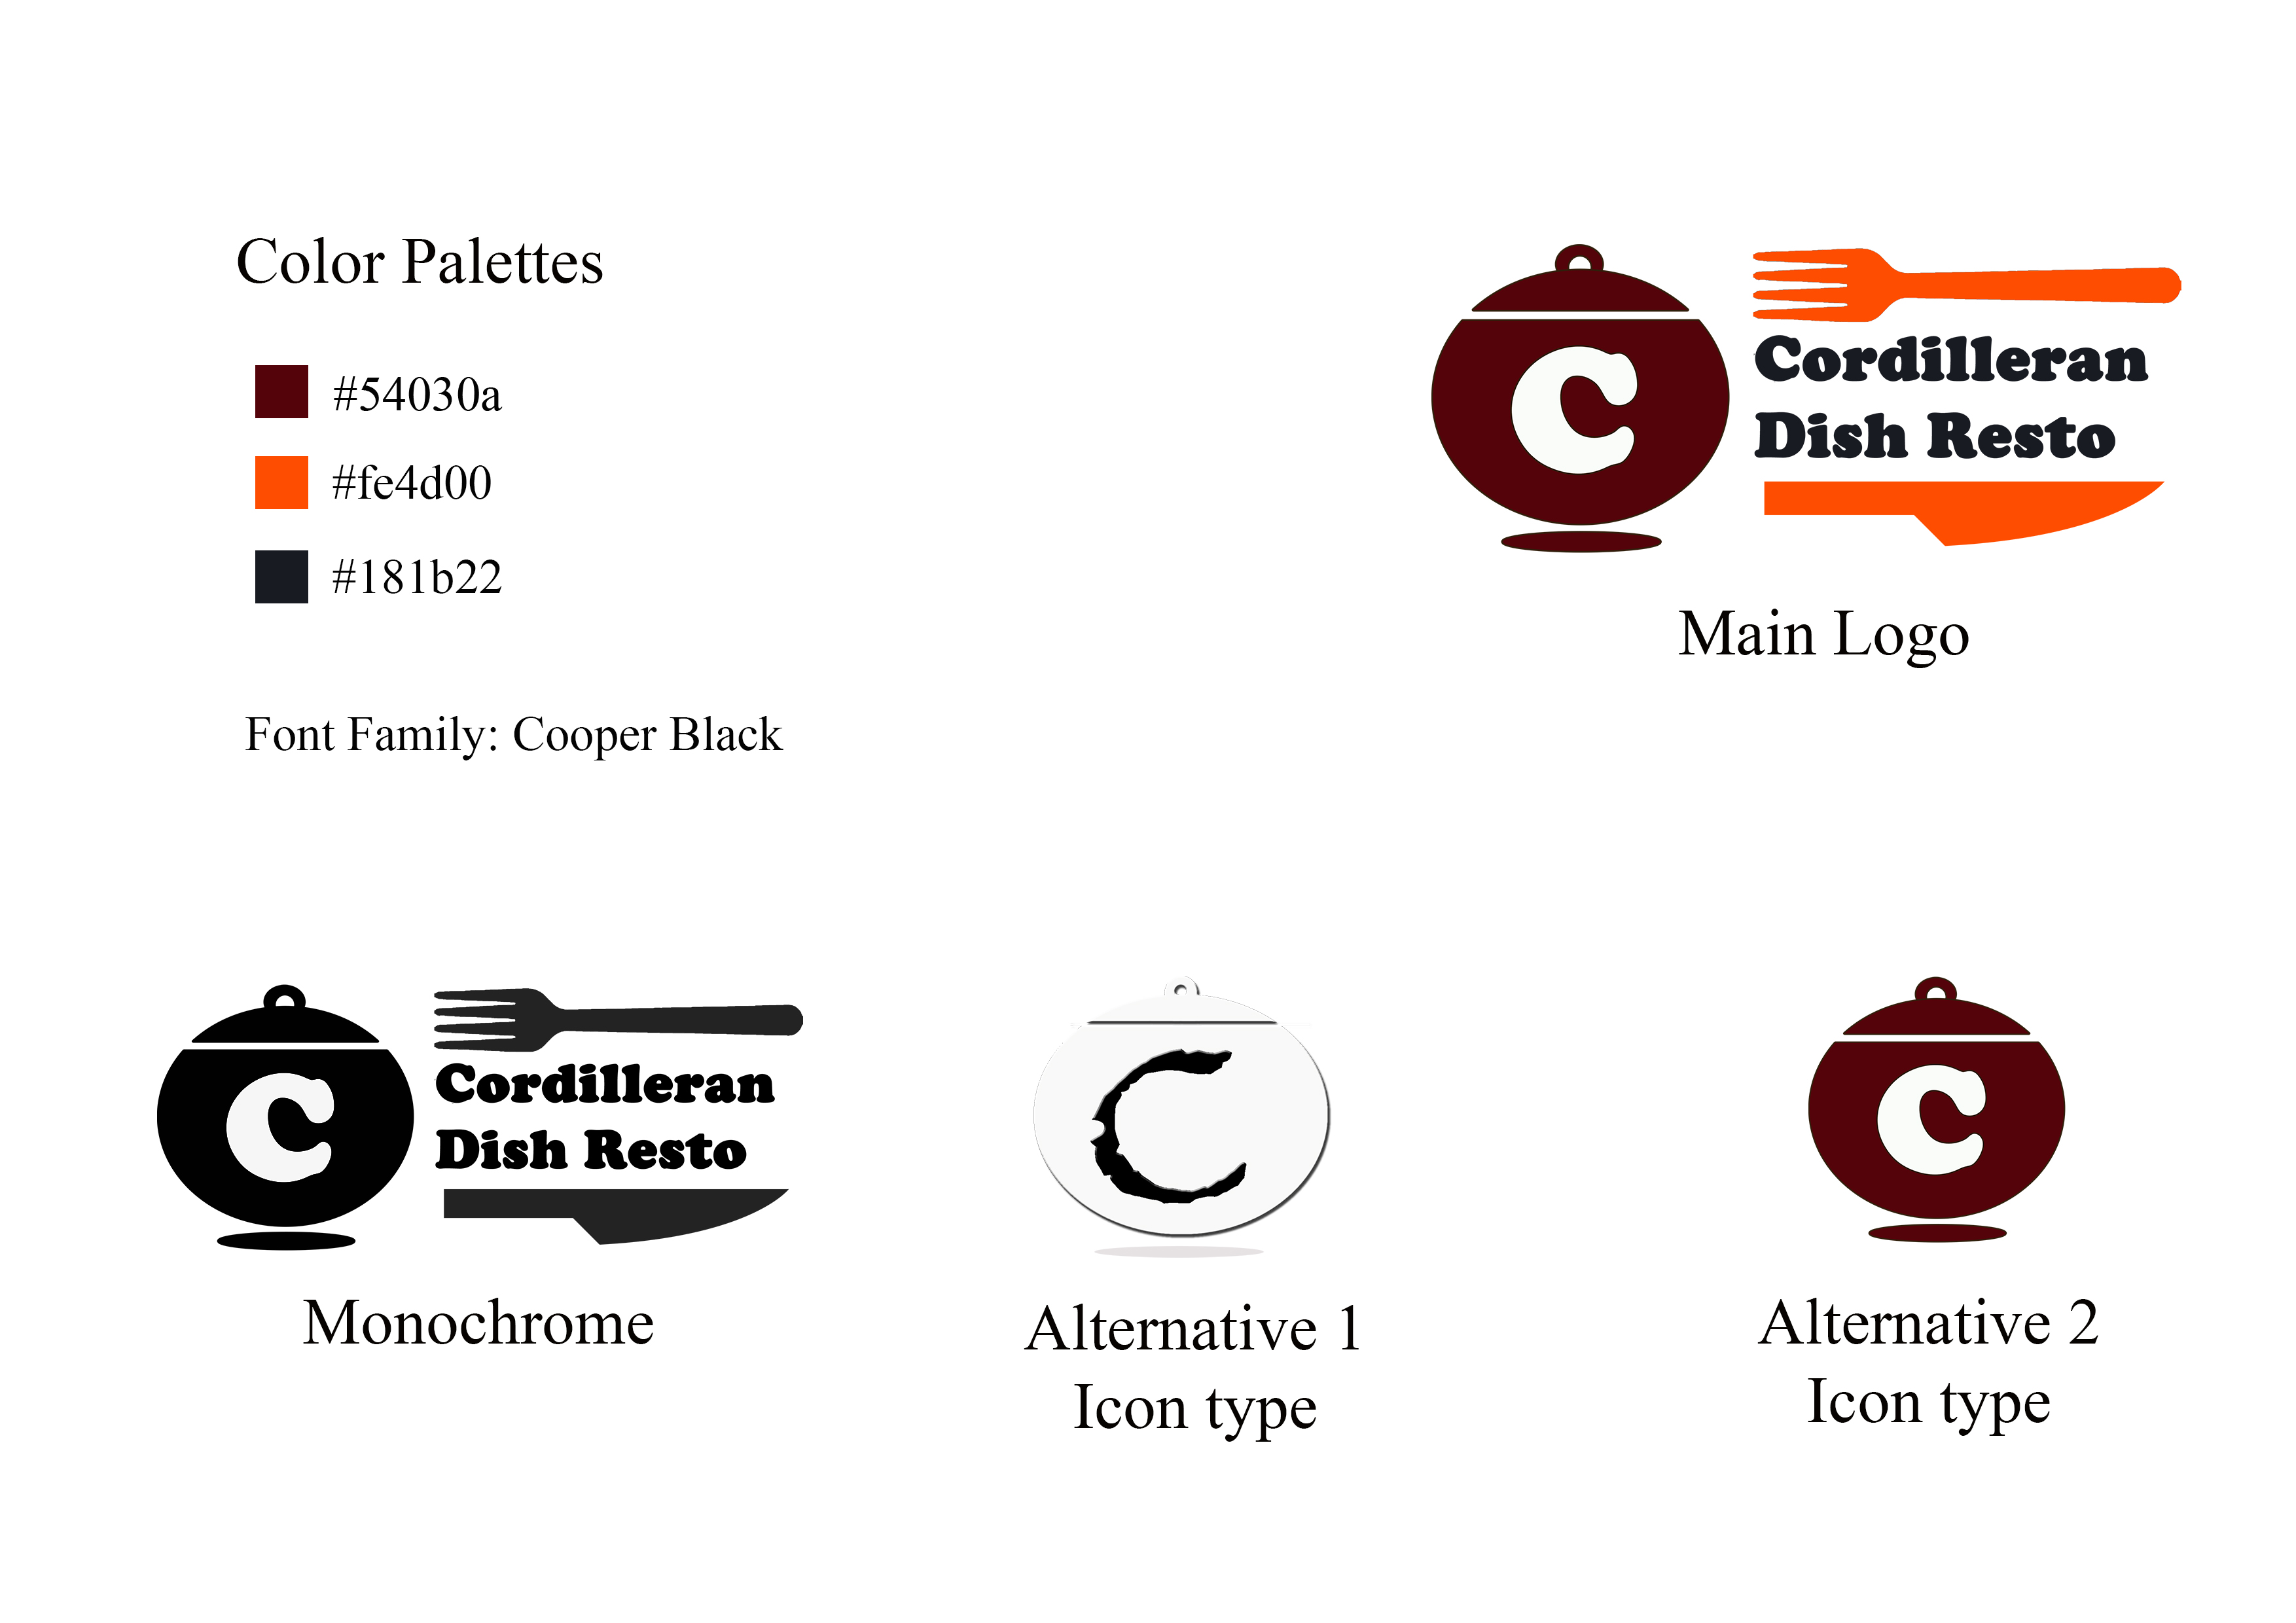 Color Palettes
#54030a
#fe4d00
#181b22
Font Family: Cooper Black
C
Cordilleran
Dish Resto
Main Logo
C
Cordilleran
Dish Resto
Monochrome
C
Alternative 1
Icon type
C
Alternative 2
Icon type